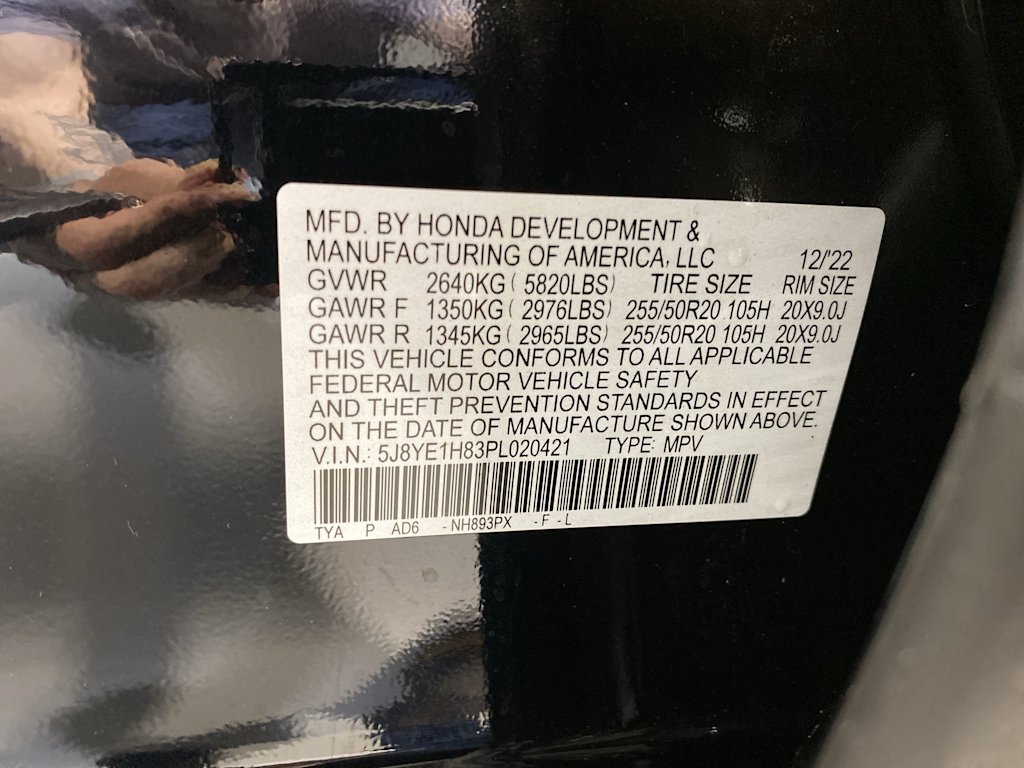 MFD. BY HONDA DEVELOPMENT &
MANUFACTURING OF AMERICA, LLC 12/'22
GVWR 2640KG ( 5820LBS) TIRE SIZE RIM SIZE
GAWR F 1350KG ( 2976LBS) 255/50R20 105H 20X9.0J
GAWR R 1345KG ( 2965LBS) 255/50R20 105H 20X9.0J
THIS VEHICLE CONFORMS TO ALL APPLICABLE
FEDERAL MOTOR VEHICLE SAFETY
AND THEFT PREVENTION STANDARDS IN EFFECT
ON THE DATE OF MANUFACTURE SHOWN ABOVE.
V.I.N.: 5J8YE1H83PL020421 TYPE: MPV
TYA P AD6 -NH893PX -F -L